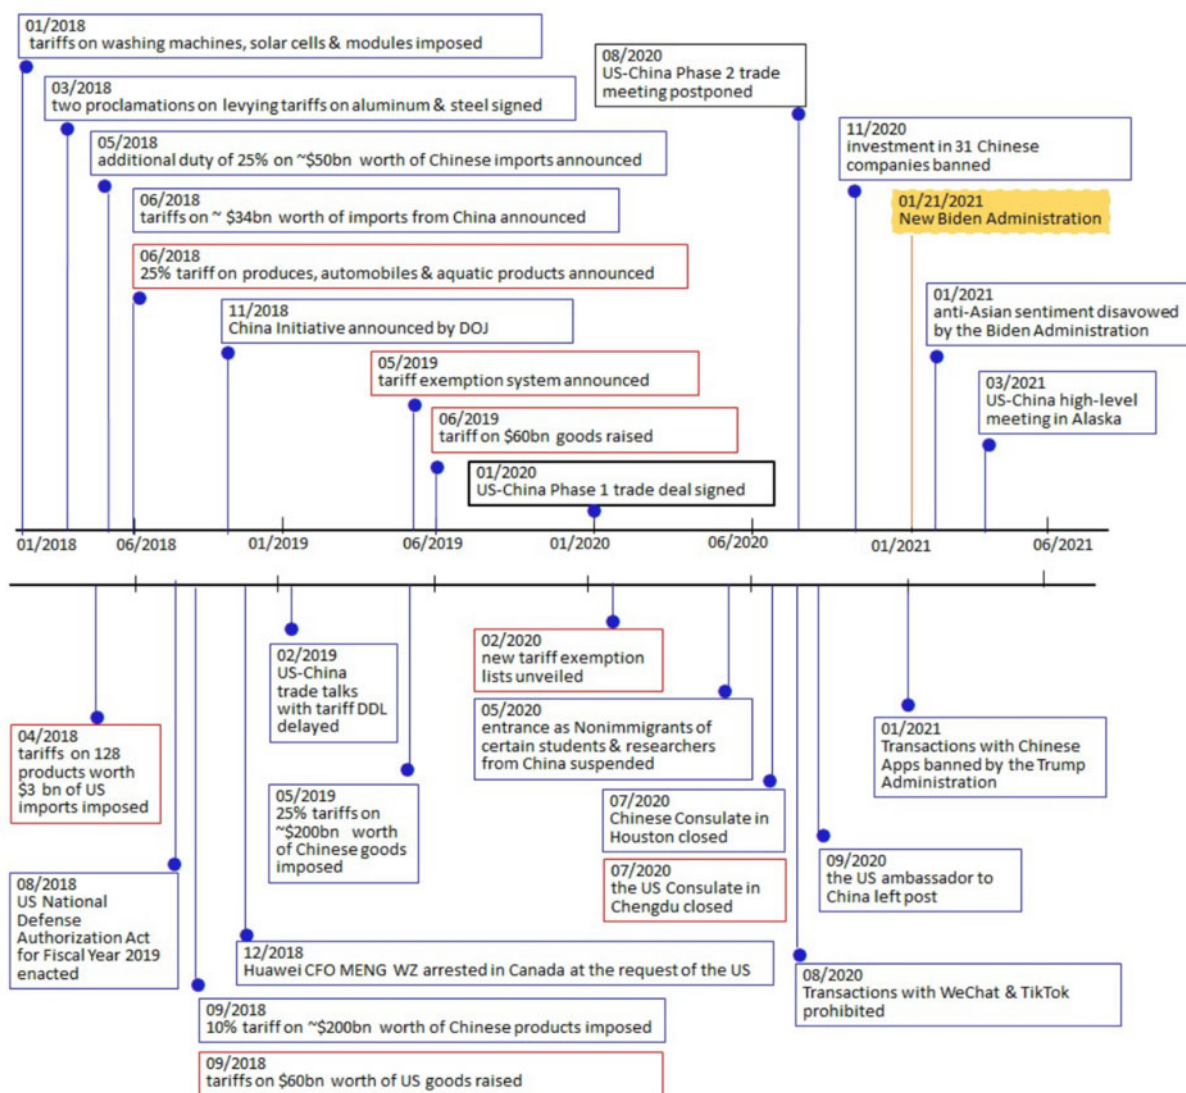 01/2018
tariffs on washing machines, solar cells & modules imposed
03/2018
two proclamations on levying tariffs on aluminum & steel signed
05/2018
additional duty of 25% on ~$50bn worth of Chinese imports announced
06/2018
tariffs on ~ $34bn worth of imports from China announced
06/2018
25% tariff on produces, automobiles & aquatic products announced
11/2018
China Initiative announced by DOJ
05/2019
tariff exemption system announced
06/2019
tariff on $60bn goods raised
01/2020
US-China Phase 1 trade deal signed
08/2020
US-China Phase 2 trade
meeting postponed
11/2020
investment in 31 Chinese
companies banned
01/21/2021
New Biden Administration
01/2021
anti-Asian sentiment disavowed
by the Biden Administration
03/2021
US-China high-level
meeting in Alaska
01/2018
06/2018
01/2019
06/2019
01/2020
06/2020
01/2021
06/2021
04/2018
tariffs on 128
products worth
$3 bn of US
imports imposed
08/2018
US National
Defense
Authorization Act
for Fiscal Year 2019
enacted
02/2019
US-China
trade talks
with tariff DDL
delayed
05/2019
25% tariffs on
~$200bn worth
of Chinese goods
imposed
12/2018
Huawei CFO MENG WZ arrested in Canada at the request of the US
09/2018
10% tariff on ~$200bn worth of Chinese products imposed
09/2018
tariffs on $60bn worth of US goods raised
02/2020
new tariff exemption
lists unveiled
05/2020
entrance as Nonimmigrants of
certain students & researchers
from China suspended
07/2020
Chinese Consulate in
Houston closed
07/2020
the US Consulate in
Chengdu closed
01/2021
Transactions with Chinese
Apps banned by the Trump
Administration
09/2020
the US ambassador to
China left post
08/2020
Transactions with WeChat & TikTok
prohibited